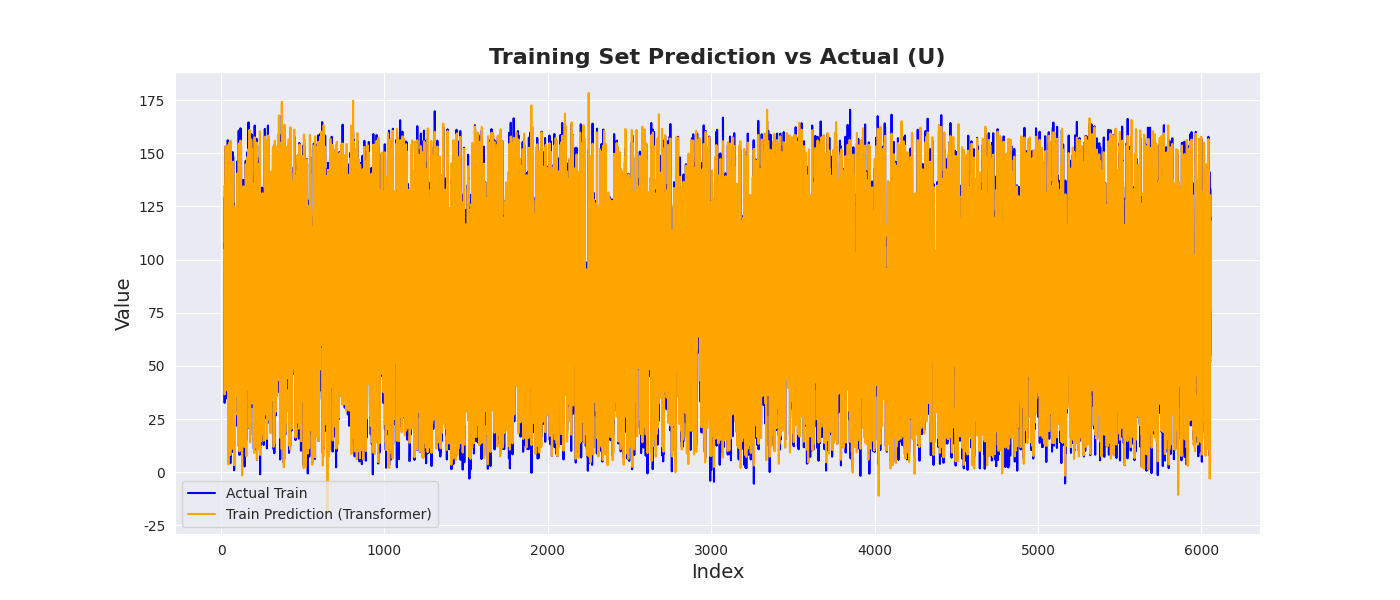 Training Set Prediction vs Actual (U)
Value
175
150
125
100
75
50
25
0
-25
Actual Train
Train Prediction (Transformer)
0 1000 2000 3000 4000 5000 6000
Index